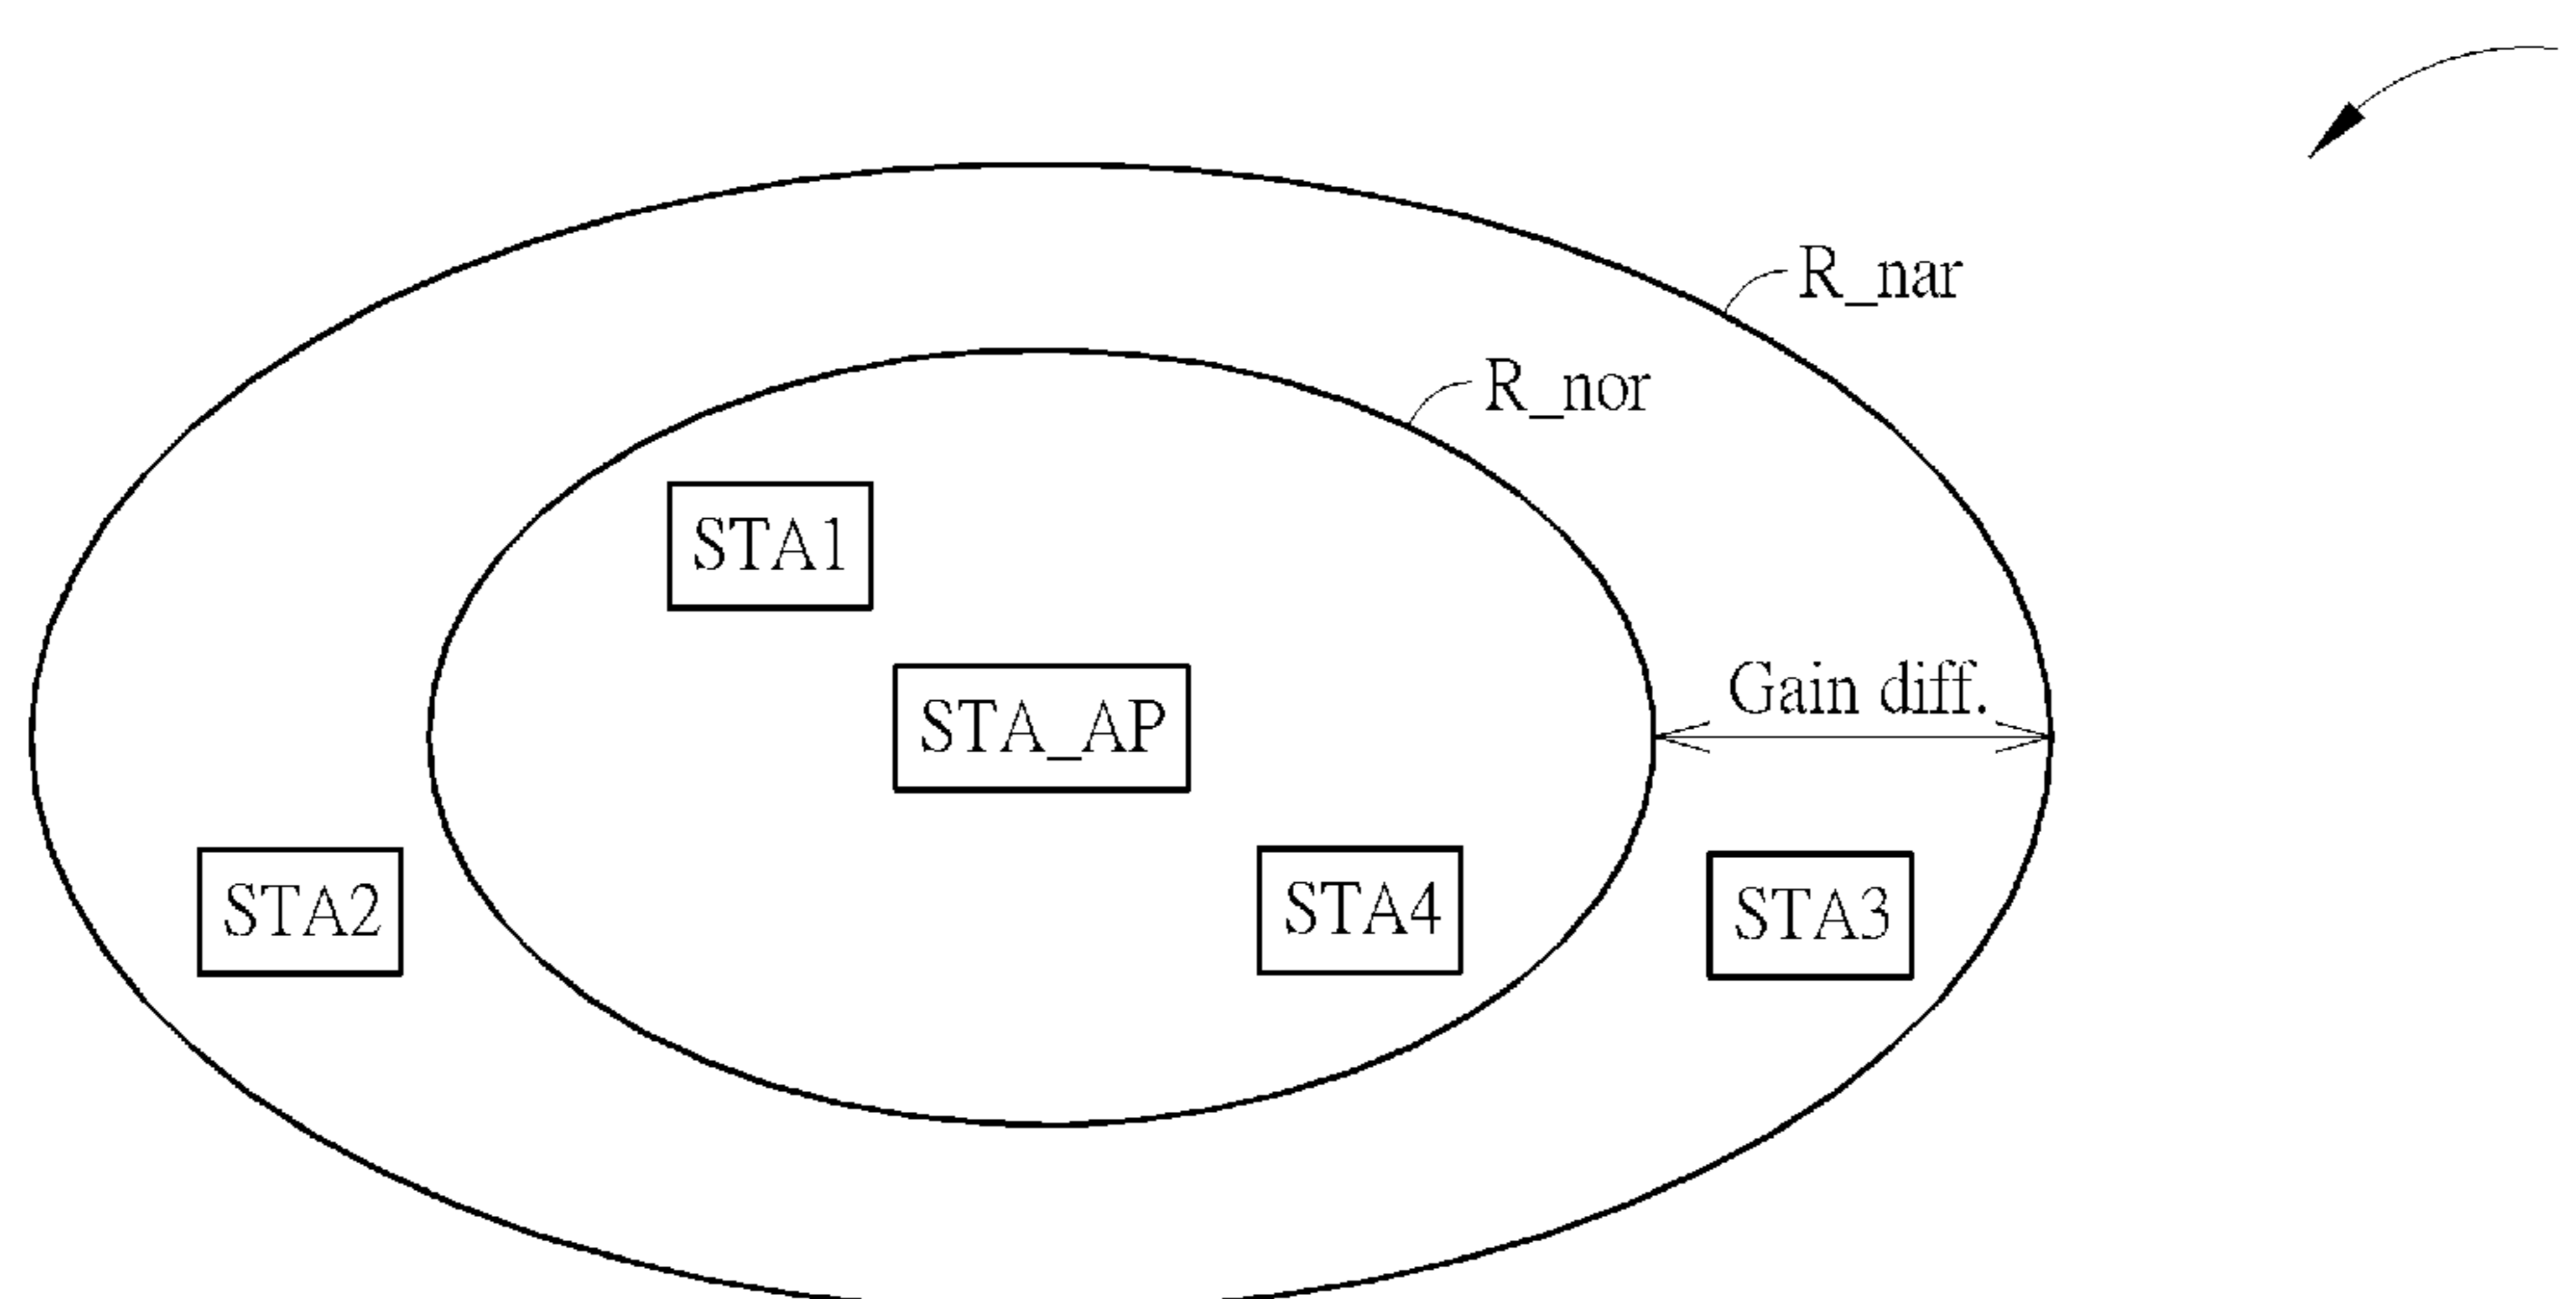 R_nar
R_nor
STA1
STA_AP
Gain diff.
STA2
STA4
STA3